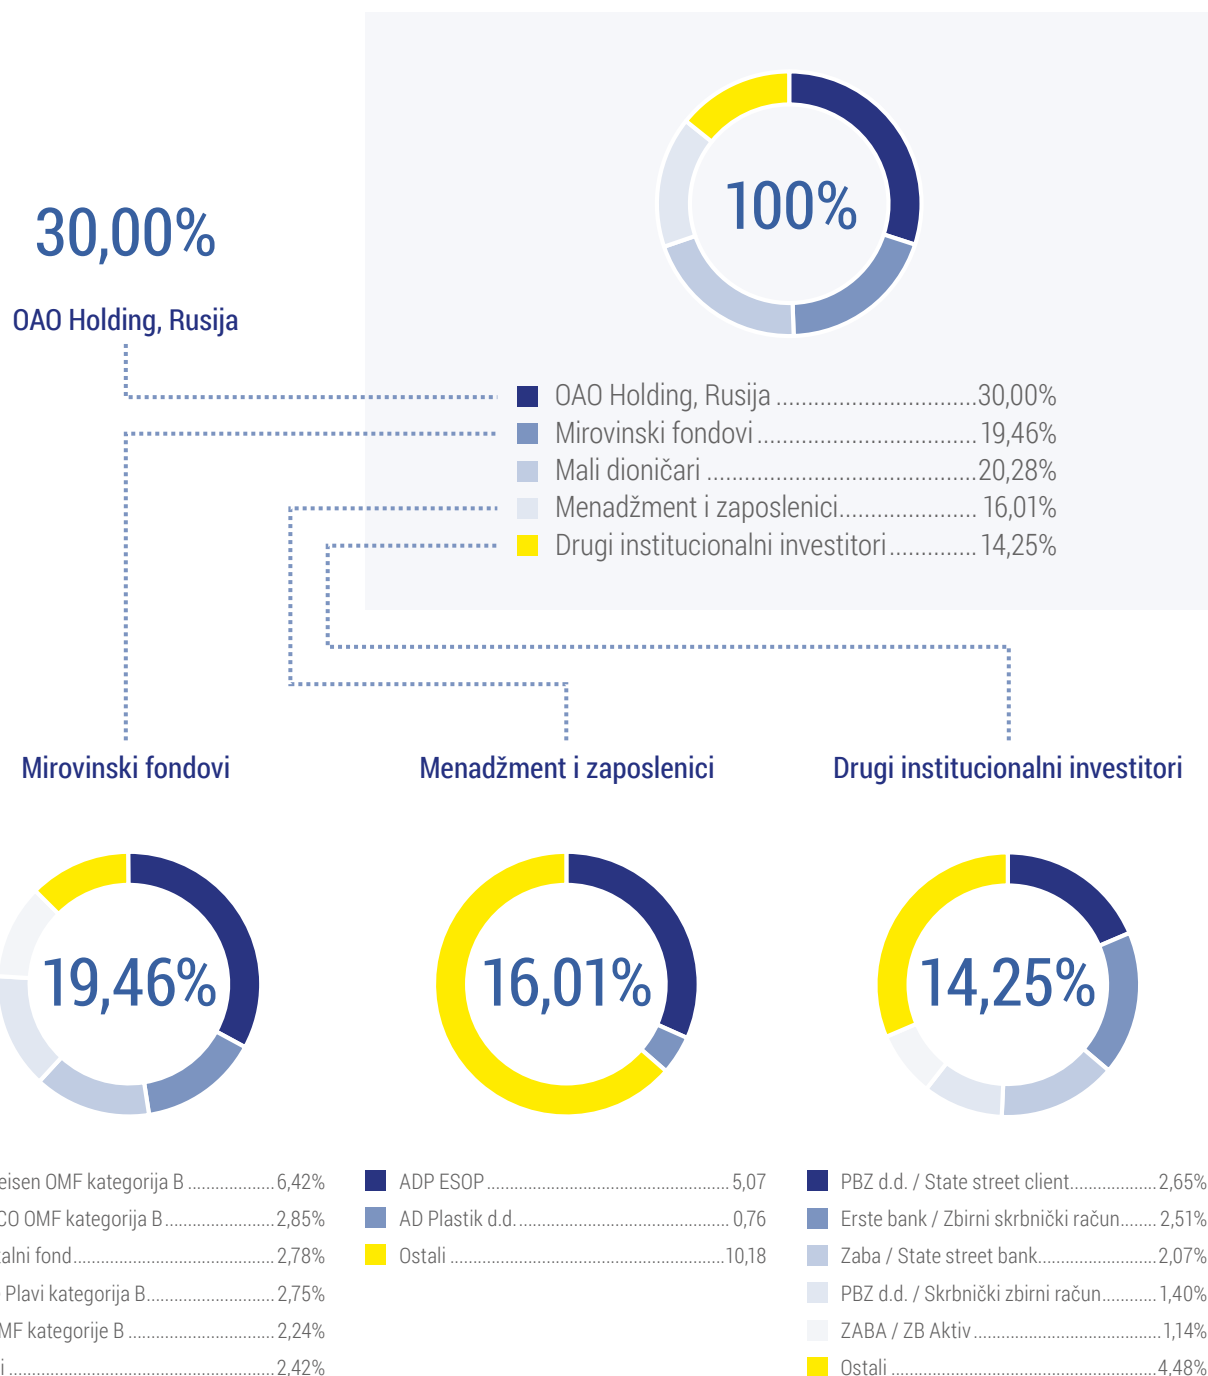 100%
30,00%
OAO Holding, Rusija
OAO Holding, Rusija ............................30,00%
Mirovinski fondovi ............................... 19,46%
Mali dioničari ......................................20,28%
Menadžment i zaposlenici................... 16,01%
Drugi institucionalni investitori ............ 14,25%
Mirovinski fondovi
Menadžment i zaposlenici
Drugi institucionalni investitori
19,46%
16,01%
14,25%
OMF kategorija B .................6,42%
OMF kategorija B .....................2,85%
fond.......................................2,78%
Plavi kategorija B.........................2,75%
kategorije B .............................2,24%
....................................................2,42%
ADP ESOP................................................ 5,07
AD Plastik d.d. .......................................... 0,76
Ostali ......................................................10,18
PBZ d.d. / State street client.................2,65%
Erste bank / Zbirni skrbnički račun....... 2,51%
Zaba / State street bank.......................2,07%
PBZ d.d. / Skrbnički zbirni račun........... 1,40%
ZABA / ZB Aktiv .....................................1,14%
Ostali ....................................................4,48%